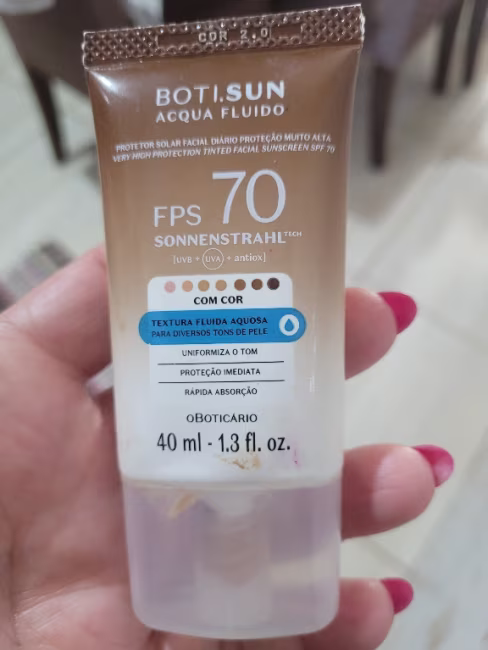 COR 2.0
BOTI.SUN
ACQUA FLUIDO
PROTETOR SOLAR FACIAL DIÁRIO PROTEÇÃO MUITO ALTA
VERY HIGH PROTECTION TINTED FACIAL SUNSCREEN SPF 70
FPS 70
SONNENSTRAHL TECH
[UVB + UVA + antiox]
COM COR
TEXTURA FLUIDA AQUOSA
PARA DIVERSOS TONS DE PELE
UNIFORMIZA O TOM
PROTEÇÃO IMEDIATA
RÁPIDA ABSORÇÃO
OBOTICÁRIO
40 ml - 1.3 fl. oz.